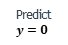 Predict
y = 0